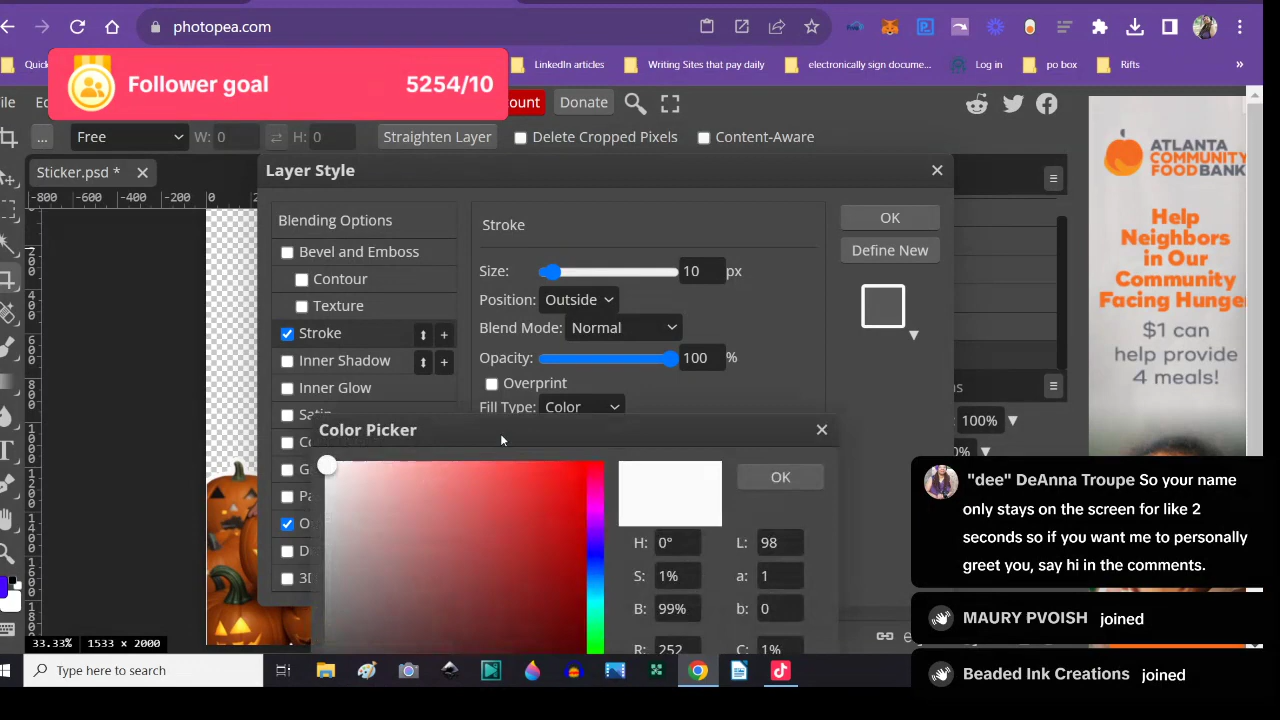 photopea.com
Quick
LinkedIn articles
Writing Sites that pay daily
electronically sign docume...
Log in
po box
Rifts
»
Follower goal 5254/10
Donate
...
Free
W: 0
H: 0
Straighten Layer
Delete Cropped Pixels
Content-Aware
Sticker.psd *
-800
-600
-400
-200
0
Layer Style
Blending Options
Bevel and Emboss
Contour
Texture
Stroke
Inner Shadow
Inner Glow
Stroke
Size: 10 px
Position: Outside
Blend Mode: Normal
Opacity: 100 %
Overprint
Fill Type: Color
OK
Define New
Color Picker
OK
H: 0° L: 98
S: 1% a: 1
B: 99% b: 0
R: 252 C: 1%
100%
ATLANTA
COMMUNITY
FOODBANK
Help
Neighbors
in Our
Community
Facing Hunger
$1 can
help provide
4 meals!
"dee" DeAnna Troupe So your name
only stays on the screen for like 2
seconds so if you want me to personally
greet you, say hi in the comments.
MAURY PVOISH joined
Beaded Ink Creations joined
33.33%
1533 x 2000
Type here to search